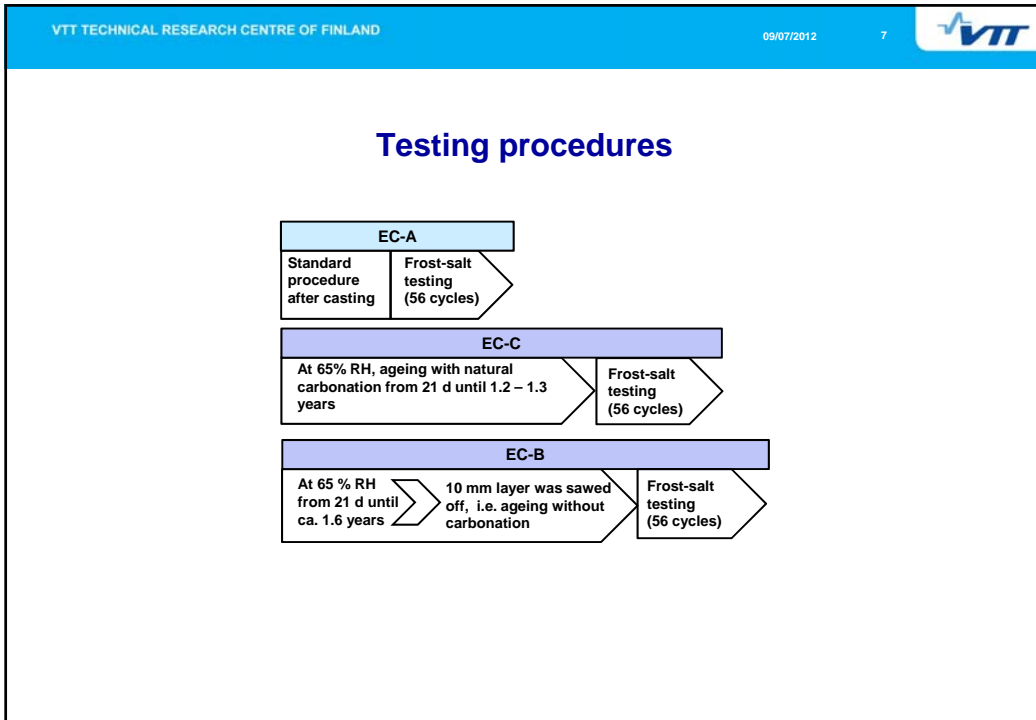 VTT TECHNICAL RESEARCH CENTRE OF FINLAND
09/07/2012
7
VTT
Testing procedures
EC-A
Standard
procedure
after casting
Frost-salt
testing
(56 cycles)
EC-C
At 65% RH, ageing with natural
carbonation from 21 d until 1.2 – 1.3
years
Frost-salt
testing
(56 cycles)
EC-B
At 65 % RH
from 21 d until
ca. 1.6 years
10 mm layer was sawed
off, i.e. ageing without
carbonation
Frost-salt
testing
(56 cycles)